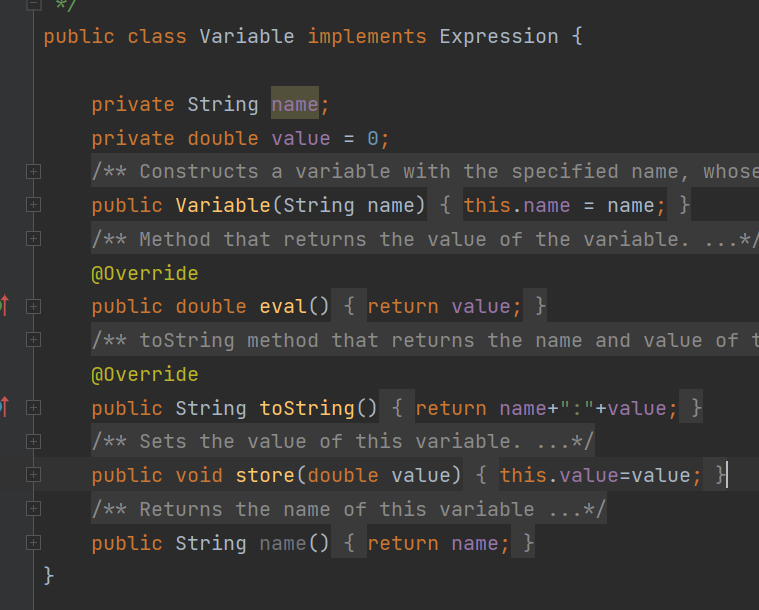 */
public class Variable implements Expression {
private String name;
private double value = 0;
/** Constructs a variable with the specified name, whose
public Variable(String name) { this.name = name; }
/** Method that returns the value of the variable. ...*/
@Override
public double eval() { return value; }
/** toString method that returns the name and value of t
@Override
public String toString() { return name+":"+value; }
/** Sets the value of this variable. ...*/
public void store(double value) { this.value=value; }
/** Returns the name of this variable ...*/
public String name() { return name; }
}